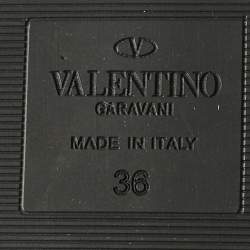 V
VALENTINO
GARAVANI
MADE IN ITALY
36